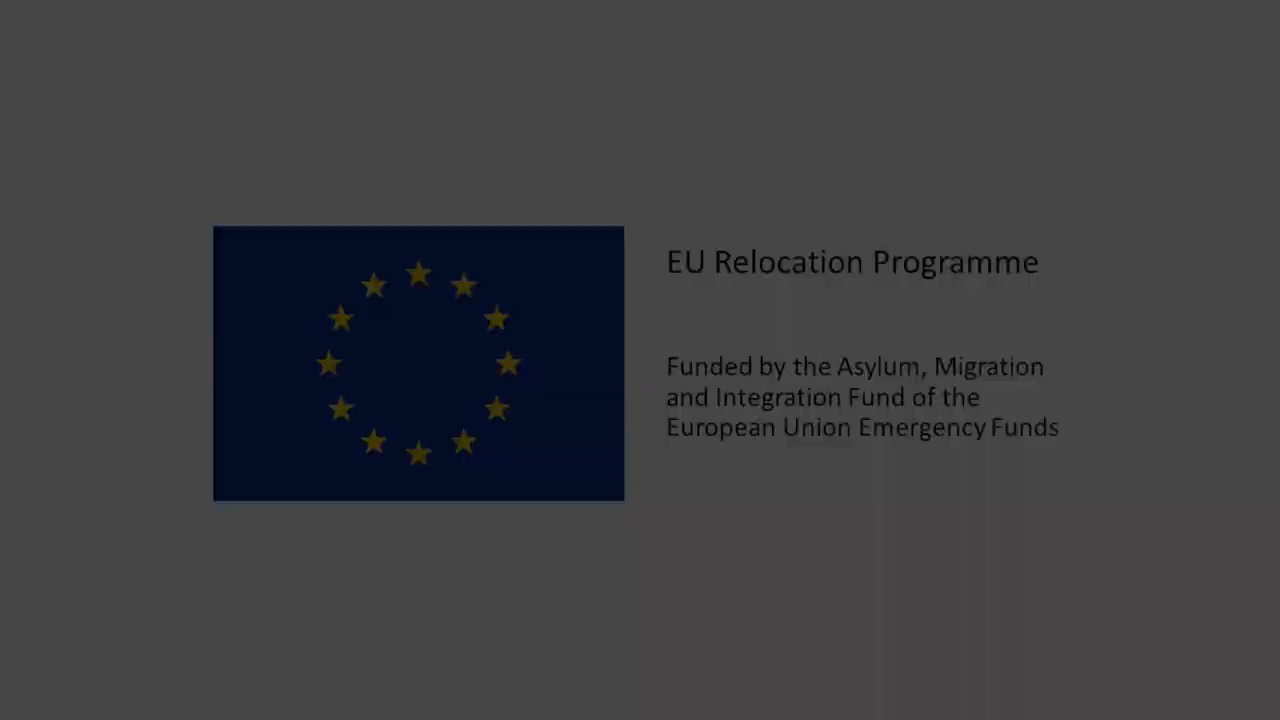 EU Relocation Programme
Funded by the Asylum, Migration
and Integration Fund of the
European Union Emergency Funds